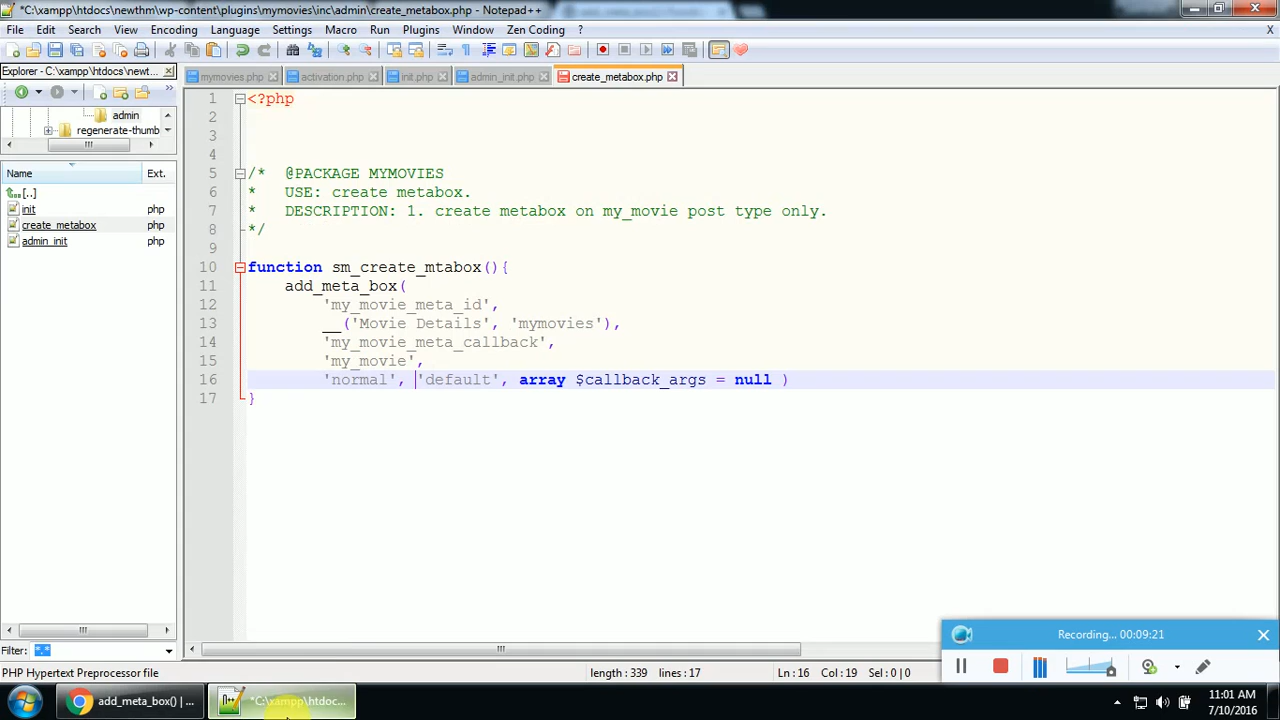 *C:\xampp\htdocs\newthm\wp-content\plugins\mymovies\inc\admin\create_metabox.php - Notepad++
File Edit Search View Encoding Language Settings Macro Run Plugins Window Zen Coding ? X
Explorer - C:\xampp\htdocs\newt...
mymovies.php activation.php init.php admin_init.php create_metabox.php
admin
regenerate-thumb
Name Ext.
[..]
init php
create_metabox php
admin_init php
1 <?php
2
3
4
5 /* @PACKAGE MYMOVIES
6 * USE: create metabox.
7 * DESCRIPTION: 1. create metabox on my_movie post type only.
8 */
9
10 function sm_create_mtabox(){
11 add_meta_box(
12 'my_movie_meta_id',
13 __('Movie Details', 'mymovies'),
14 'my_movie_meta_callback',
15 'my_movie',
16 'normal', 'default', array $callback_args = null )
17 }
Filter: *.*
Recording... 00:09:21
PHP Hypertext Preprocessor file length : 339 lines : 17 Ln : 16 Col : 19 Sel : 0 | 0
add_meta_box() | ...
*C:\xampp\htdoc...
11:01 AM
7/10/2016